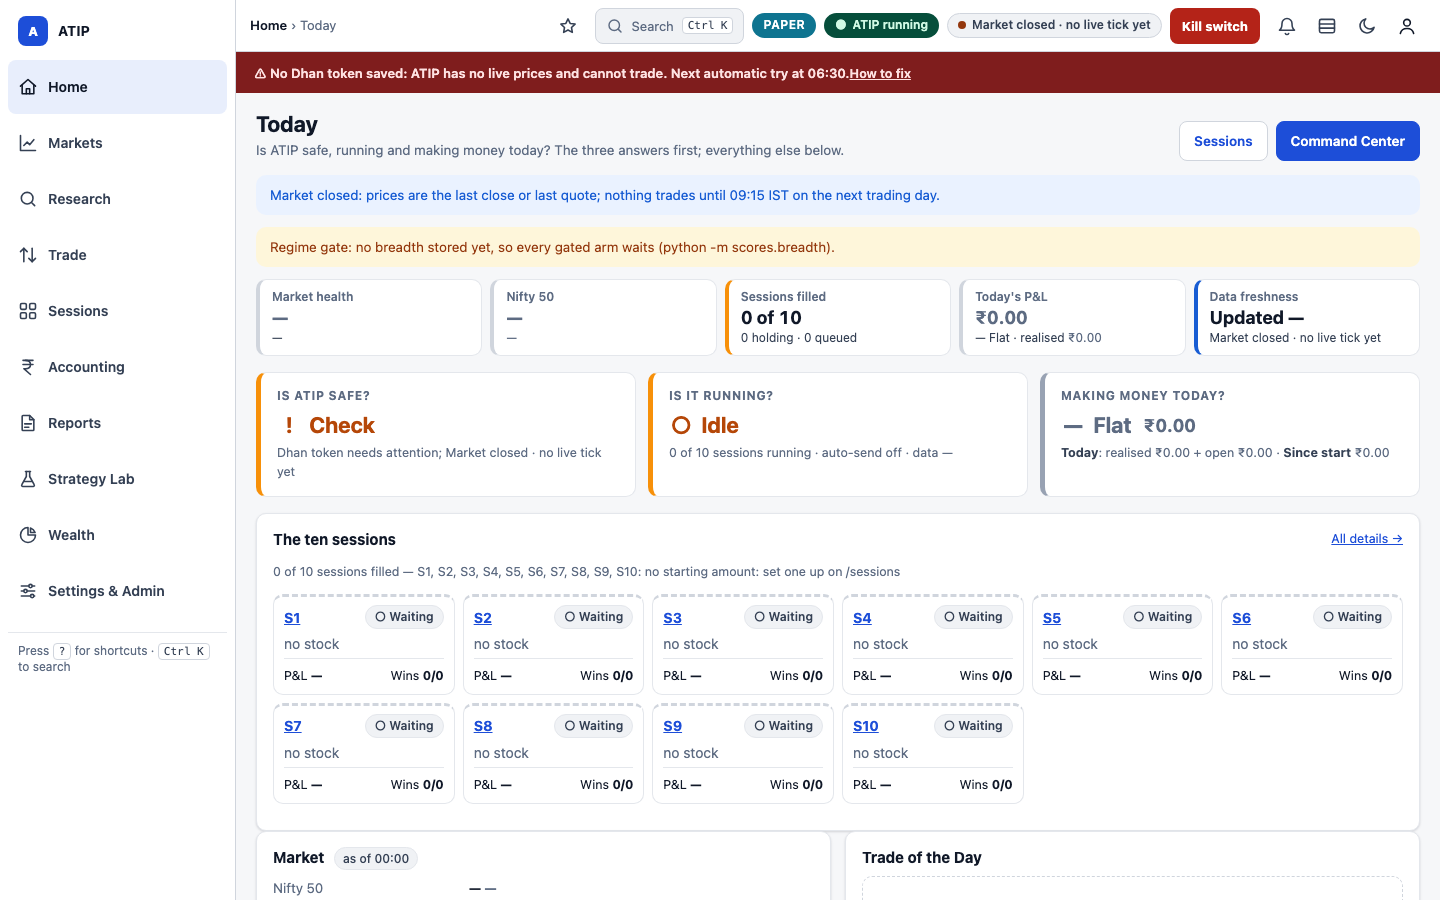 A ATIP
Home
Markets
Research
Trade
Sessions
Accounting
Reports
Strategy Lab
Wealth
Settings & Admin
Press ? for shortcuts · Ctrl K
to search
Home › Today
Search Ctrl K
PAPER
ATIP running
Market closed · no live tick yet
Kill switch
⚠ No Dhan token saved: ATIP has no live prices and cannot trade. Next automatic try at 06:30.How to fix
Today
Is ATIP safe, running and making money today? The three answers first; everything else below.
Sessions
Command Center
Market closed: prices are the last close or last quote; nothing trades until 09:15 IST on the next trading day.
Regime gate: no breadth stored yet, so every gated arm waits (python -m scores.breadth).
Market health
—
—
Nifty 50
—
—
Sessions filled
0 of 10
0 holding · 0 queued
Today's P&L
₹0.00
— Flat · realised ₹0.00
Data freshness
Updated —
Market closed · no live tick yet
IS ATIP SAFE?
! Check
Dhan token needs attention; Market closed · no live tick
yet
IS IT RUNNING?
Idle
0 of 10 sessions running · auto-send off · data —
MAKING MONEY TODAY?
— Flat ₹0.00
Today: realised ₹0.00 + open ₹0.00 · Since start ₹0.00
The ten sessions
All details →
0 of 10 sessions filled — S1, S2, S3, S4, S5, S6, S7, S8, S9, S10: no starting amount: set one up on /sessions
S1 Waiting
no stock
P&L — Wins 0/0
S2 Waiting
no stock
P&L — Wins 0/0
S3 Waiting
no stock
P&L — Wins 0/0
S4 Waiting
no stock
P&L — Wins 0/0
S5 Waiting
no stock
P&L — Wins 0/0
S6 Waiting
no stock
P&L — Wins 0/0
S7 Waiting
no stock
P&L — Wins 0/0
S8 Waiting
no stock
P&L — Wins 0/0
S9 Waiting
no stock
P&L — Wins 0/0
S10 Waiting
no stock
P&L — Wins 0/0
Market as of 00:00
Nifty 50 — —
Trade of the Day